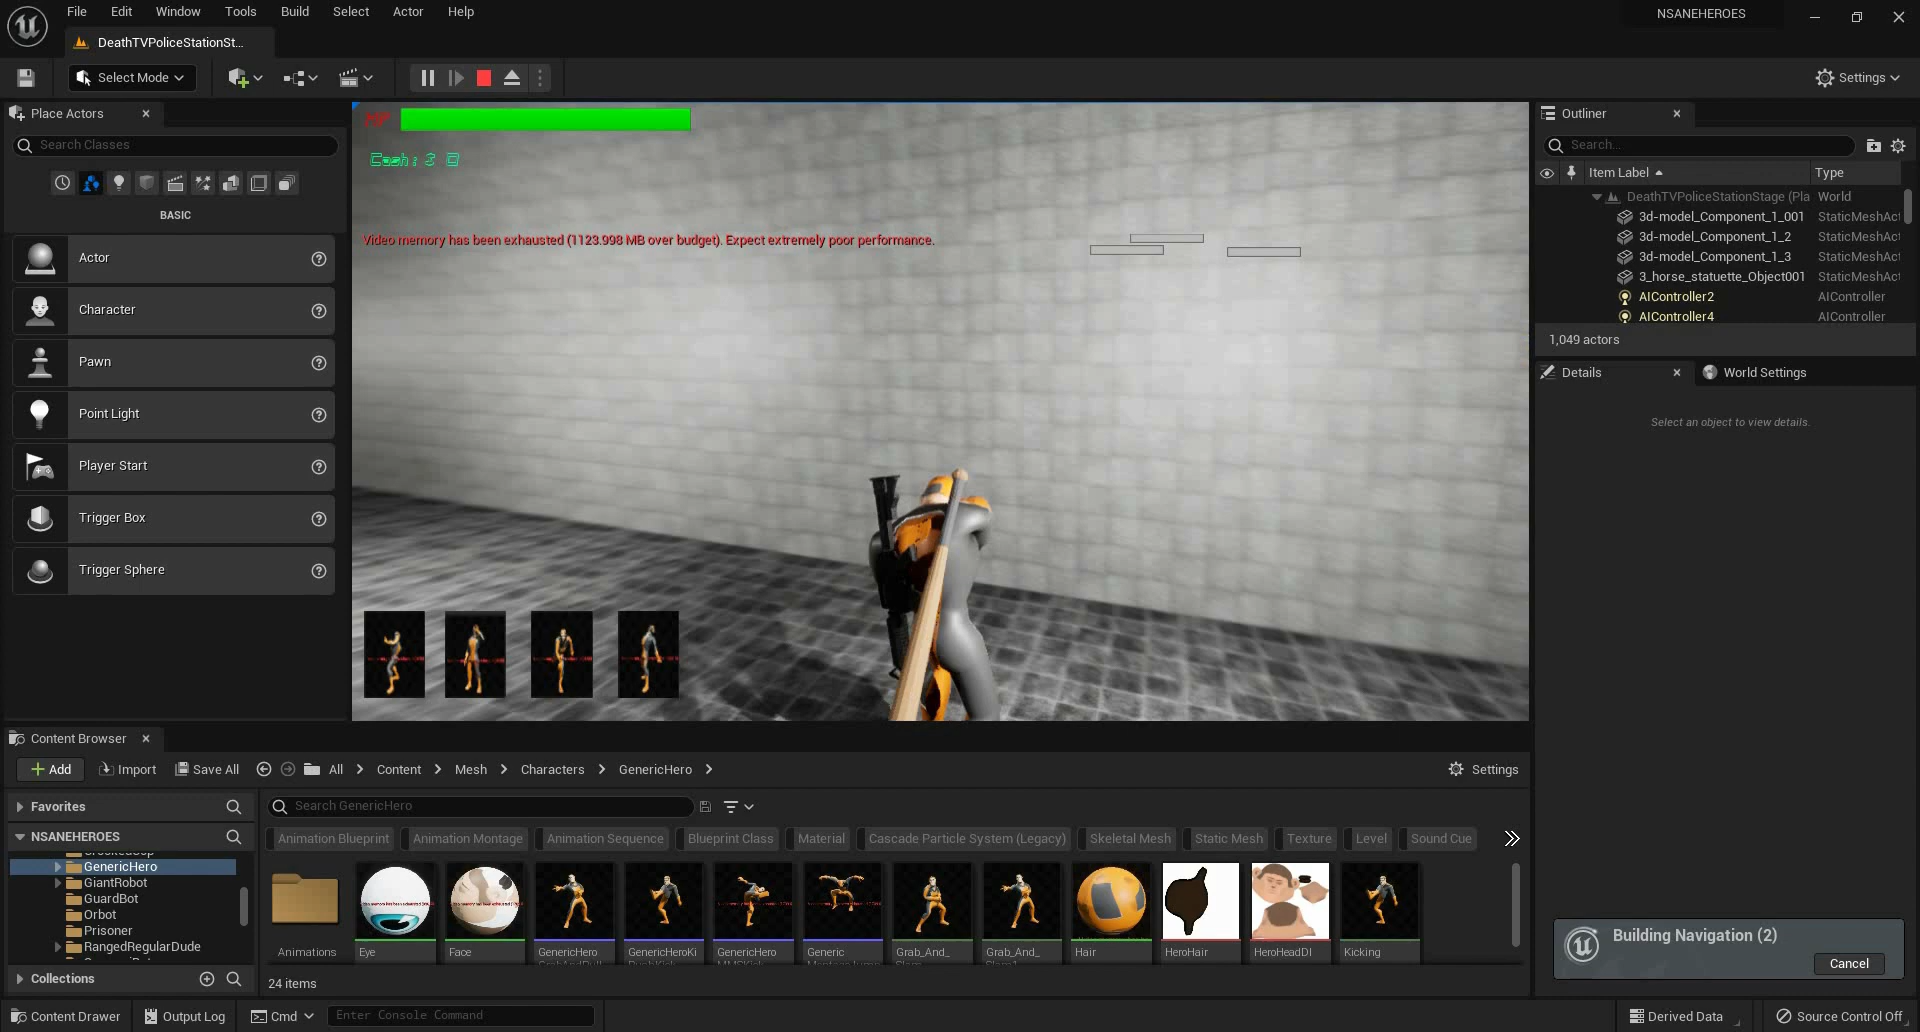 File Edit Window Tools Build Select Actor Help
NSANEHEROES
DeathTVPoliceStationSt...
Select Mode
Settings
Place Actors
Search Classes
BASIC
Actor
Character
Pawn
Point Light
Player Start
Trigger Box
Trigger Sphere
HP
Cash: $ 0
Video memory has been exhausted (1123.998 MB over budget). Expect extremely poor performance.
Outliner
Search...
Item Label Type
DeathTVPoliceStationStage (Pla World
3d-model_Component_1_001 StaticMeshAct
3d-model_Component_1_2 StaticMeshAct
3d-model_Component_1_3 StaticMeshAct
3_horse_statuette_Object001 StaticMeshAct
AIController2 AIController
AIController4 AIController
1,049 actors
Details World Settings
Select an object to view details.
Content Browser
Add Import Save All All Content Mesh Characters GenericHero Settings
Favorites
NSANEHEROES
GenericHero
GiantRobot
GuardBot
Orbot
Prisoner
RangedRegularDude
Collections
Search GenericHero
Animation Blueprint Animation Montage Animation Sequence Blueprint Class Material Cascade Particle System (Legacy) Skeletal Mesh Static Mesh Texture Level Sound Cue
Animations Eye Face GenericHero GenericHeroKi GenericHero Generic Grab_And_ Grab_And_ Hair HeroHair HeroHeadDI Kicking
24 items
Building Navigation (2)
Cancel
Content Drawer Output Log Cmd Enter Console Command Derived Data Source Control Off